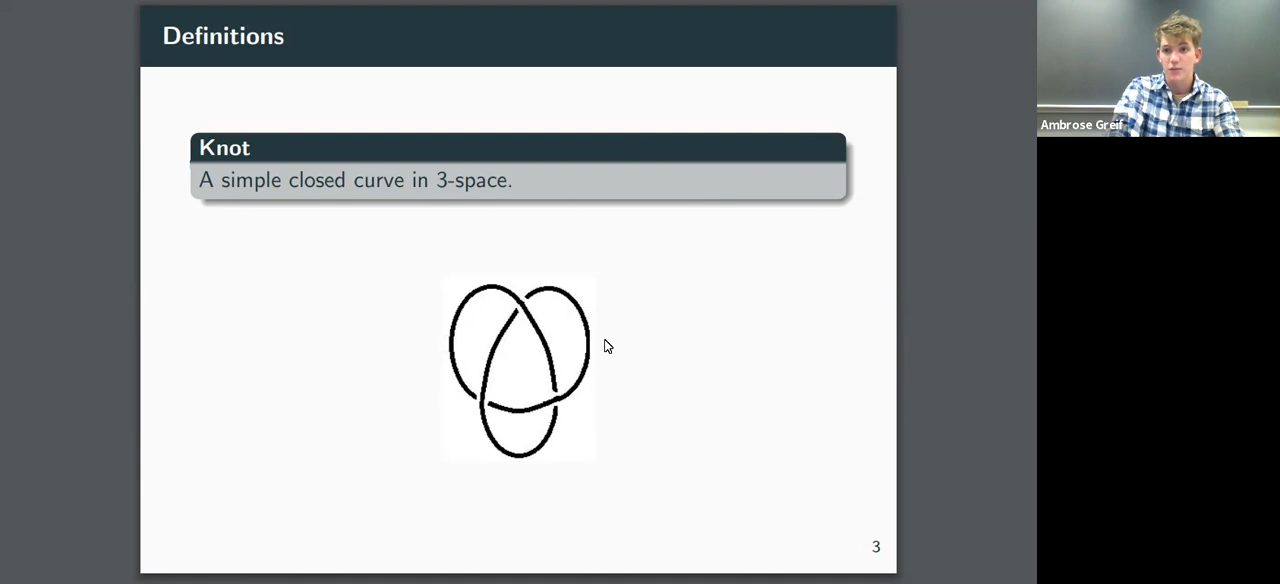 Definitions
Knot
A simple closed curve in 3-space.
3
Ambrose Greif